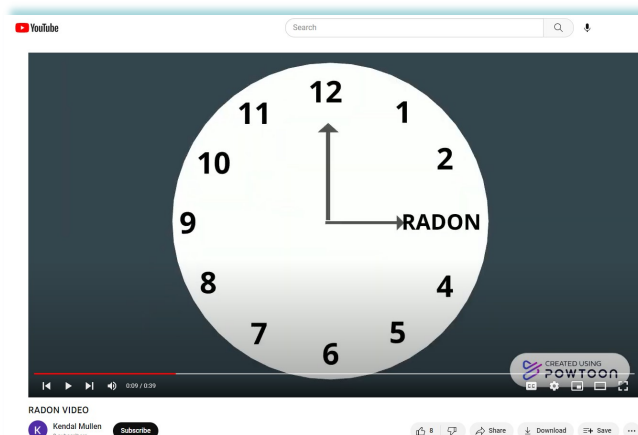 YouTube
Search
12
11
1
10
2
9
RADON
8
4
7
5
6
CREATED USING
POWTOON
0:09 / 0:39
CC
RADON VIDEO
K
Kendal Mullen
Subscribe
8
Share
Download
Save